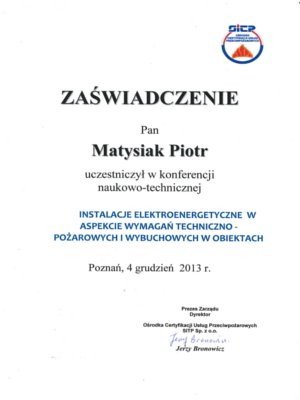 SITP
ZAŚWIADCZENIE
Pan
Matysiak Piotr
uczestniczył w konferencji
naukowo-technicznej
INSTALACJE ELEKTROENERGETYCZNE W
ASPEKCIE WYMAGAŃ TECHNICZNO -
POŻAROWYCH I WYBUCHOWYCH W OBIEKTACH
Poznań, 4 grudzień 2013 r.
Prezes Zarządu
Dyrektor
Ośrodka Certyfikacji Usług Przeciwpożarowych
SITP Sp. z o.o.
Jerzy Bronowicz
Jerzy Bronowicz